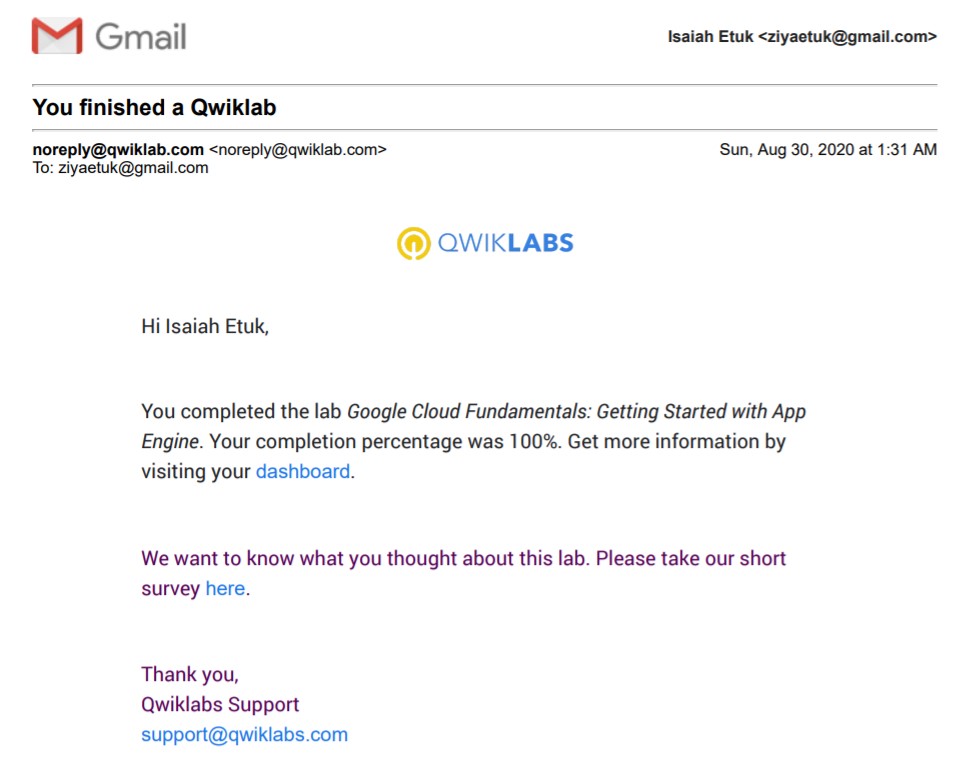 Gmail
Isaiah Etuk <ziyaetuk@gmail.com>
You finished a Qwiklab
noreply@qwiklab.com <noreply@qwiklab.com>
Sun, Aug 30, 2020 at 1:31 AM
To: ziyaetuk@gmail.com
QWIKLABS
Hi Isaiah Etuk,
You completed the lab Google Cloud Fundamentals: Getting Started with App
Engine. Your completion percentage was 100%. Get more information by
visiting your dashboard.
We want to know what you thought about this lab. Please take our short
survey here.
Thank you,
Qwiklabs Support
support@qwiklabs.com